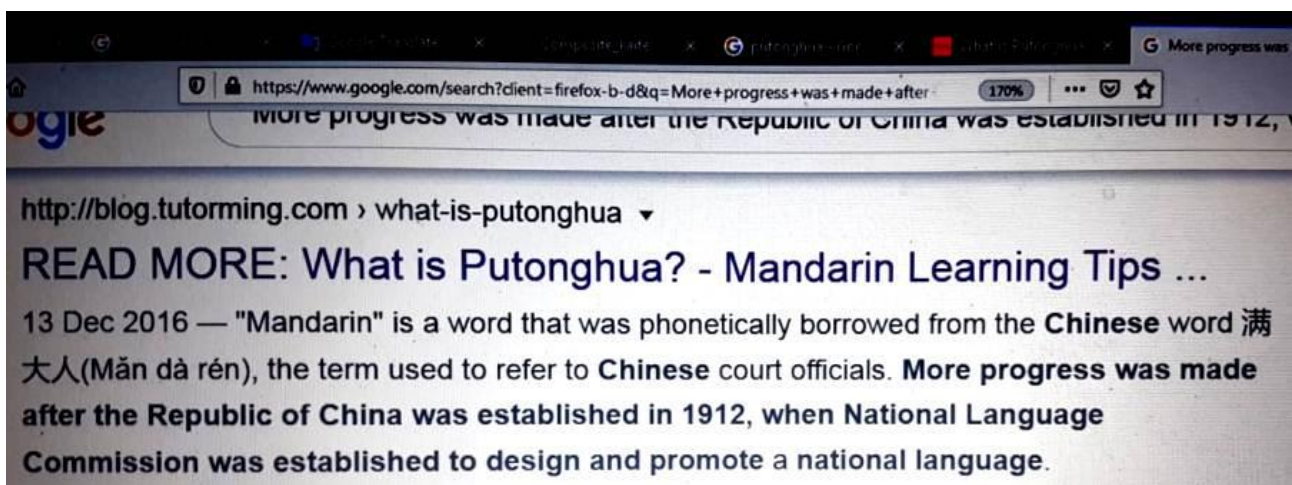 More progress was
https://www.google.com/search?client=firefox-b-d&q=More+progress+was+made+after
170%
ogle
More progress was made after the Republic of China was established in 1912,
http://blog.tutorming.com › what-is-putonghua
READ MORE: What is Putonghua? - Mandarin Learning Tips ...
13 Dec 2016 — "Mandarin" is a word that was phonetically borrowed from the Chinese word 满
大人(Măn dà rén), the term used to refer to Chinese court officials. More progress was made
after the Republic of China was established in 1912, when National Language
Commission was established to design and promote a national language.